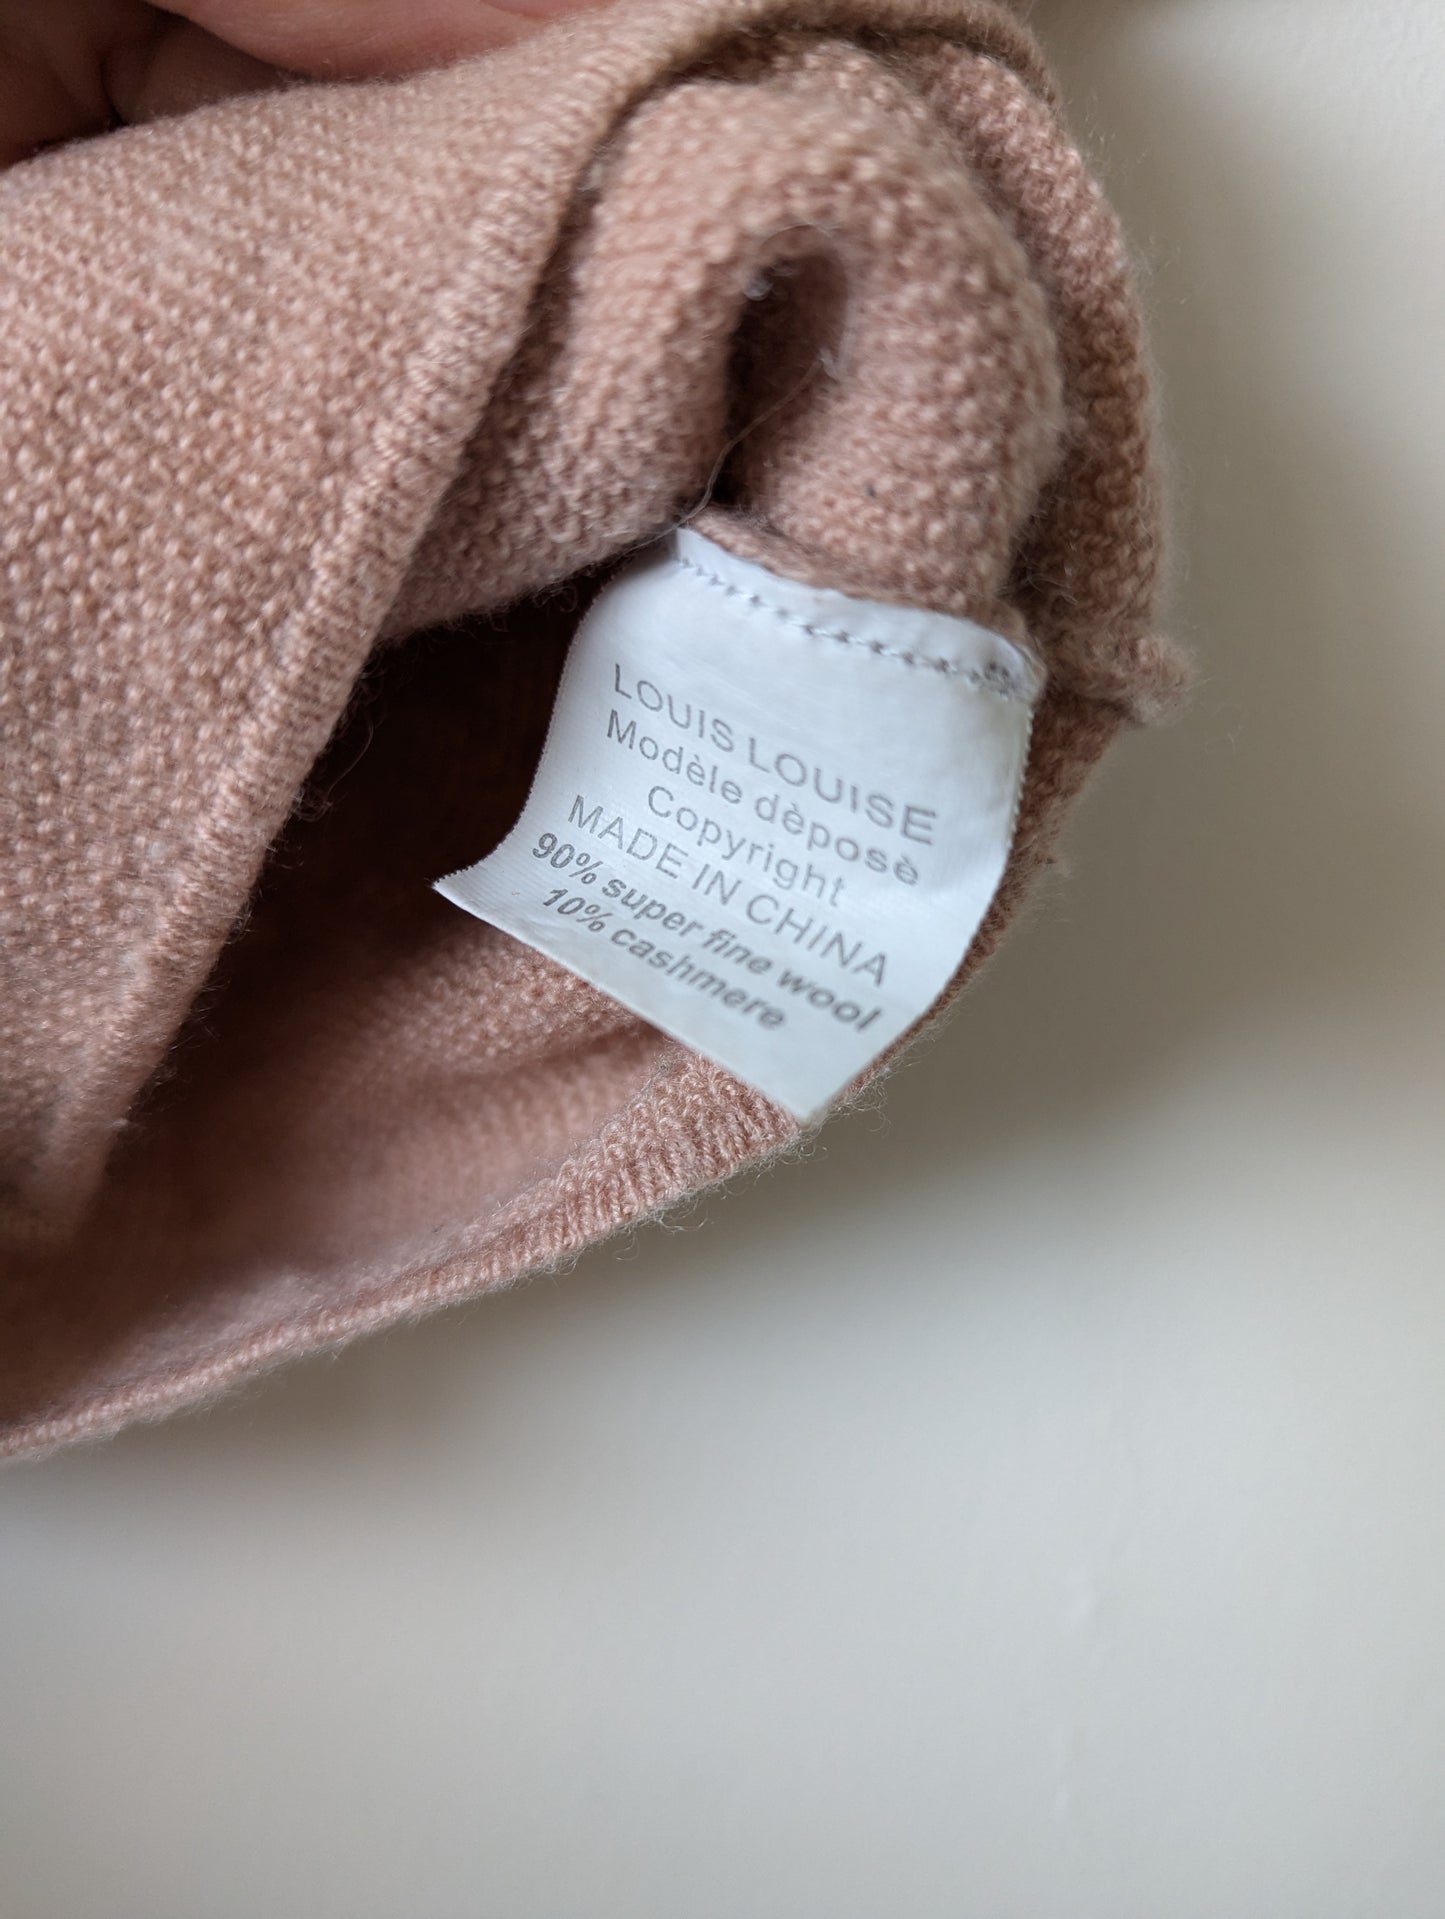 LOUIS LOUISE
Modèle dèposè
Copyright
MADE IN CHINA
90% super fine wool
10% cashmere